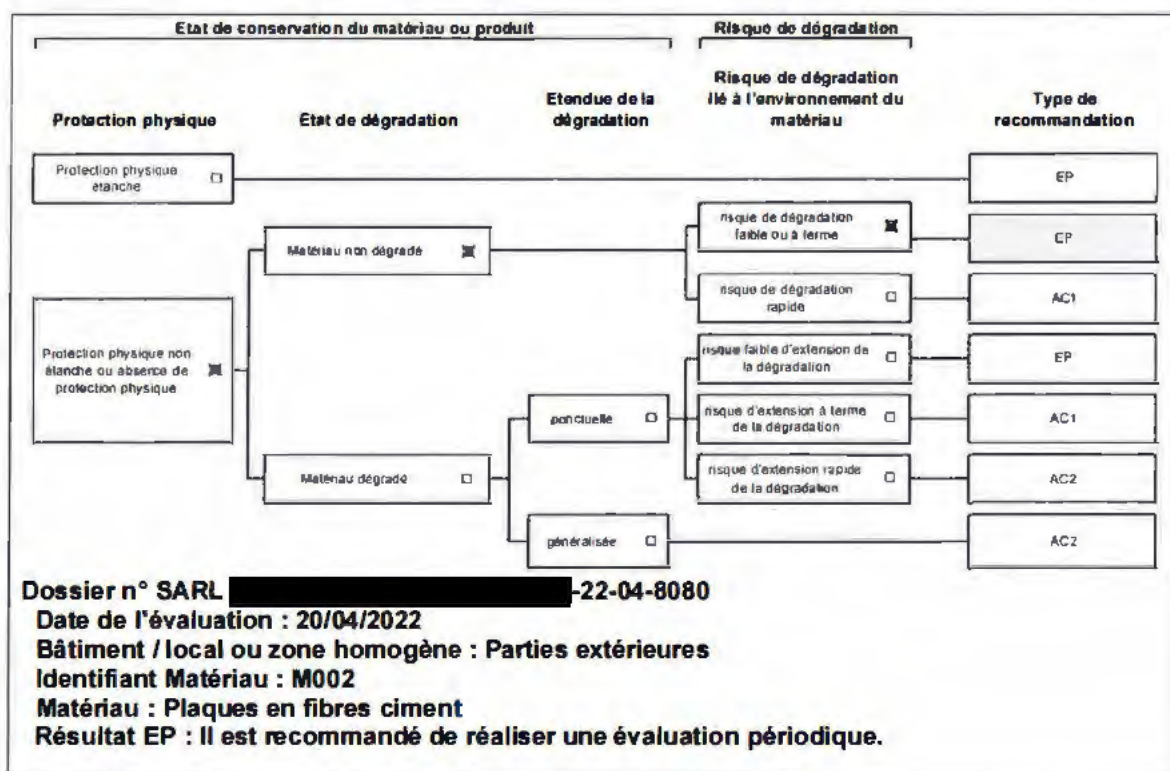 Etat de conservation du matériau ou produit
Risque de dégradation
Protection physique
Etat de dégradation
Etendue de la
dégradation
Risque de dégradation
lié à l'environnement du
matériau
Type de
recommandation
Protection physique
étanche
EP
risque de dégradation
faible ou à terme
EP
Matériau non dégradé
risque de dégradation
rapide
AC1
Protection physique non
étanche ou absence de
protection physique
risque faible d'extension de
la dégradation
EP
ponctuelle
risque d'extension à terme
de la dégradation
AC1
Matériau dégradé
risque d'extension rapide
de la dégradation
AC2
généralisée
AC2
Dossier n° SARL -22-04-8080
Date de l'évaluation : 20/04/2022
Bâtiment / local ou zone homogène : Parties extérieures
Identifiant Matériau : M002
Matériau : Plaques en fibres ciment
Résultat EP : Il est recommandé de réaliser une évaluation périodique.